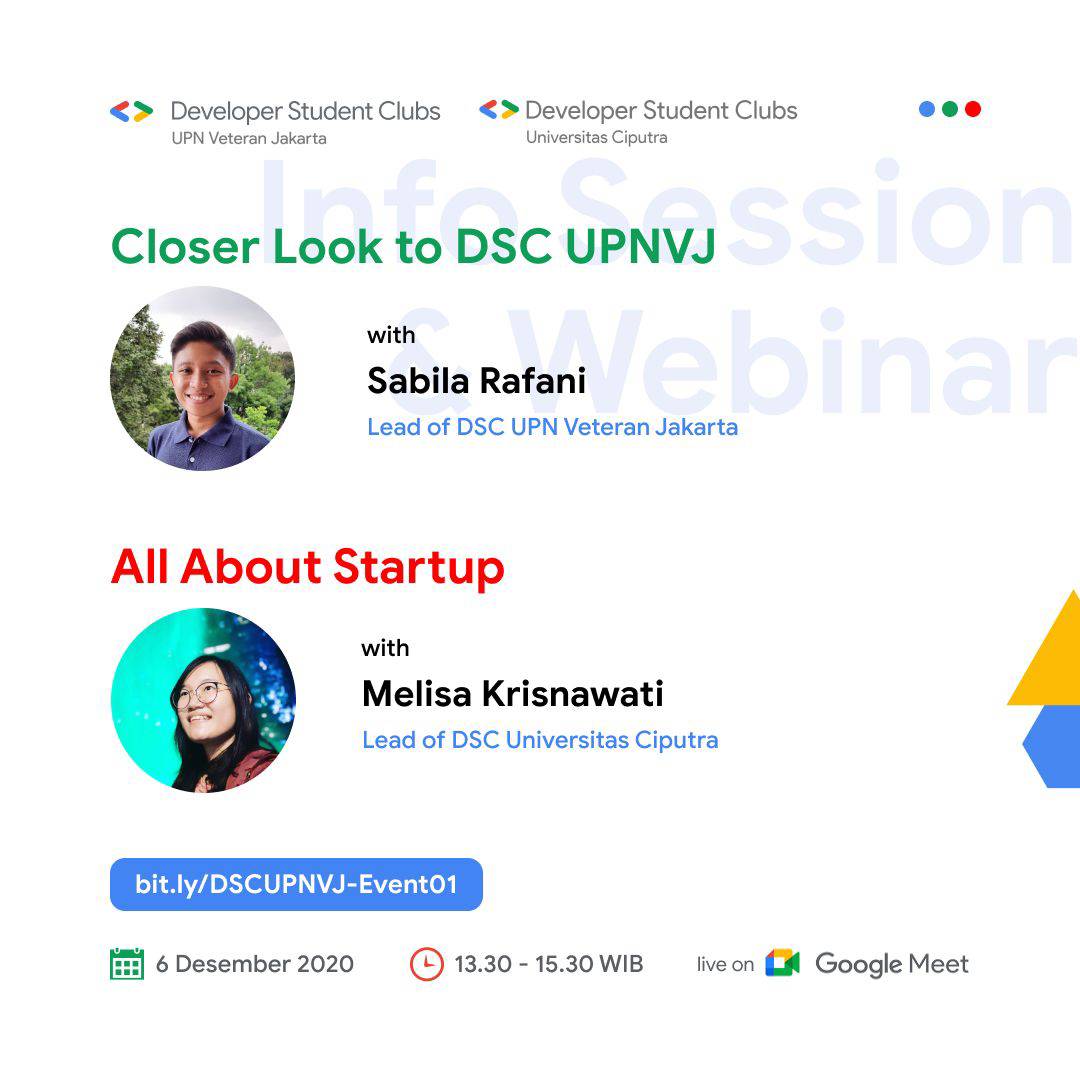 Developer Student Clubs
UPN Veteran Jakarta
Developer Student Clubs
Universitas Ciputra
Info Session
& Webinar
Closer Look to DSC UPNVJ
with
Sabila Rafani
Lead of DSC UPN Veteran Jakarta
All About Startup
with
Melisa Krisnawati
Lead of DSC Universitas Ciputra
bit.ly/DSCUPNVJ-Event01
6 Desember 2020
13.30 - 15.30 WIB
live on Google Meet